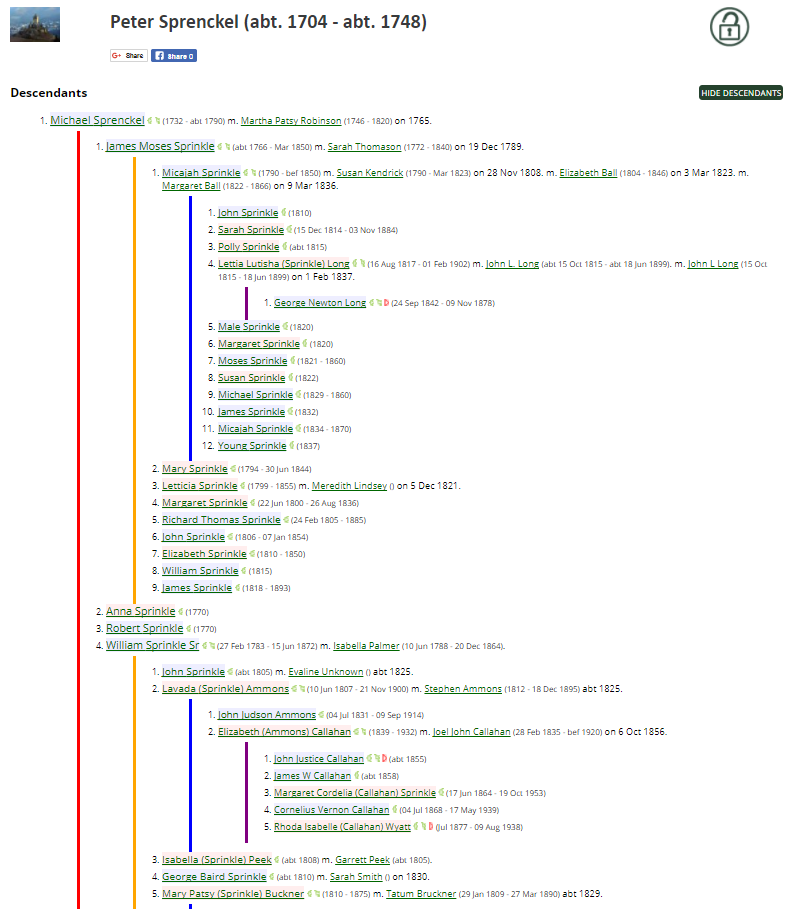 Peter Sprenckel (abt. 1704 - abt. 1748)
G+ Share
Share 0
Descendants
HIDE DESCENDANTS
1. Michael Sprenckel (1732 - abt 1790) m. Martha Patsy Robinson (1746 - 1820) on 1765.
1. James Moses Sprinkle (abt 1766 - Mar 1850) m. Sarah Thomason (1772 - 1840) on 19 Dec 1789.
1. Micajah Sprinkle (1790 - bef 1850) m. Susan Kendrick (1790 - Mar 1823) on 28 Nov 1808. m. Elizabeth Ball (1804 - 1846) on 3 Mar 1823. m.
Margaret Ball (1822 - 1866) on 9 Mar 1836.
1. John Sprinkle (1810)
2. Sarah Sprinkle (15 Dec 1814 - 03 Nov 1884)
3. Polly Sprinkle (abt 1815)
4. Lettia Lutisha (Sprinkle) Long (16 Aug 1817 - 01 Feb 1902) m. John L. Long (abt 15 Oct 1815 - abt 18 Jun 1899). m. John L Long (15 Oct
1815 - 18 Jun 1899) on 1 Feb 1837.
1. George Newton Long (24 Sep 1842 - 09 Nov 1878)
5. Male Sprinkle (1820)
6. Margaret Sprinkle (1820)
7. Moses Sprinkle (1821 - 1860)
8. Susan Sprinkle (1822)
9. Michael Sprinkle (1829 - 1860)
10. James Sprinkle (1832)
11. Micajah Sprinkle (1834 - 1870)
12. Young Sprinkle (1837)
2. Mary Sprinkle (1794 - 30 Jun 1844)
3. Letticia Sprinkle (1799 - 1855) m. Meredith Lindsey () on 5 Dec 1821.
4. Margaret Sprinkle (22 Jun 1800 - 26 Aug 1836)
5. Richard Thomas Sprinkle (24 Feb 1805 - 1885)
6. John Sprinkle (1806 - 07 Jan 1854)
7. Elizabeth Sprinkle (1810 - 1850)
8. William Sprinkle (1815)
9. James Sprinkle (1818 - 1893)
2. Anna Sprinkle (1770)
3. Robert Sprinkle (1770)
4. William Sprinkle Sr (27 Feb 1783 - 15 Jun 1872) m. Isabella Palmer (10 Jun 1788 - 20 Dec 1864).
1. John Sprinkle (abt 1805) m. Evaline Unknown () abt 1825.
2. Lavada (Sprinkle) Ammons (10 Jun 1807 - 21 Nov 1900) m. Stephen Ammons (1812 - 18 Dec 1895) abt 1825.
1. John Judson Ammons (04 Jul 1831 - 09 Sep 1914)
2. Elizabeth (Ammons) Callahan (1839 - 1932) m. Joel John Callahan (28 Feb 1835 - bef 1920) on 6 Oct 1856.
1. John Justice Callahan (abt 1855)
2. James W Callahan (abt 1858)
3. Margaret Cordelia (Callahan) Sprinkle (17 Jun 1864 - 19 Oct 1953)
4. Cornelius Vernon Callahan (04 Jul 1868 - 17 May 1939)
5. Rhoda Isabelle (Callahan) Wyatt (Jul 1877 - 09 Aug 1938)
3. Isabella (Sprinkle) Peek (abt 1808) m. Garrett Peek (abt 1805).
4. George Baird Sprinkle (abt 1810) m. Sarah Smith () on 1830.
5. Mary Patsy (Sprinkle) Buckner (1810 - 1875) m. Tatum Bruckner (29 Jan 1809 - 27 Mar 1890) abt 1829.